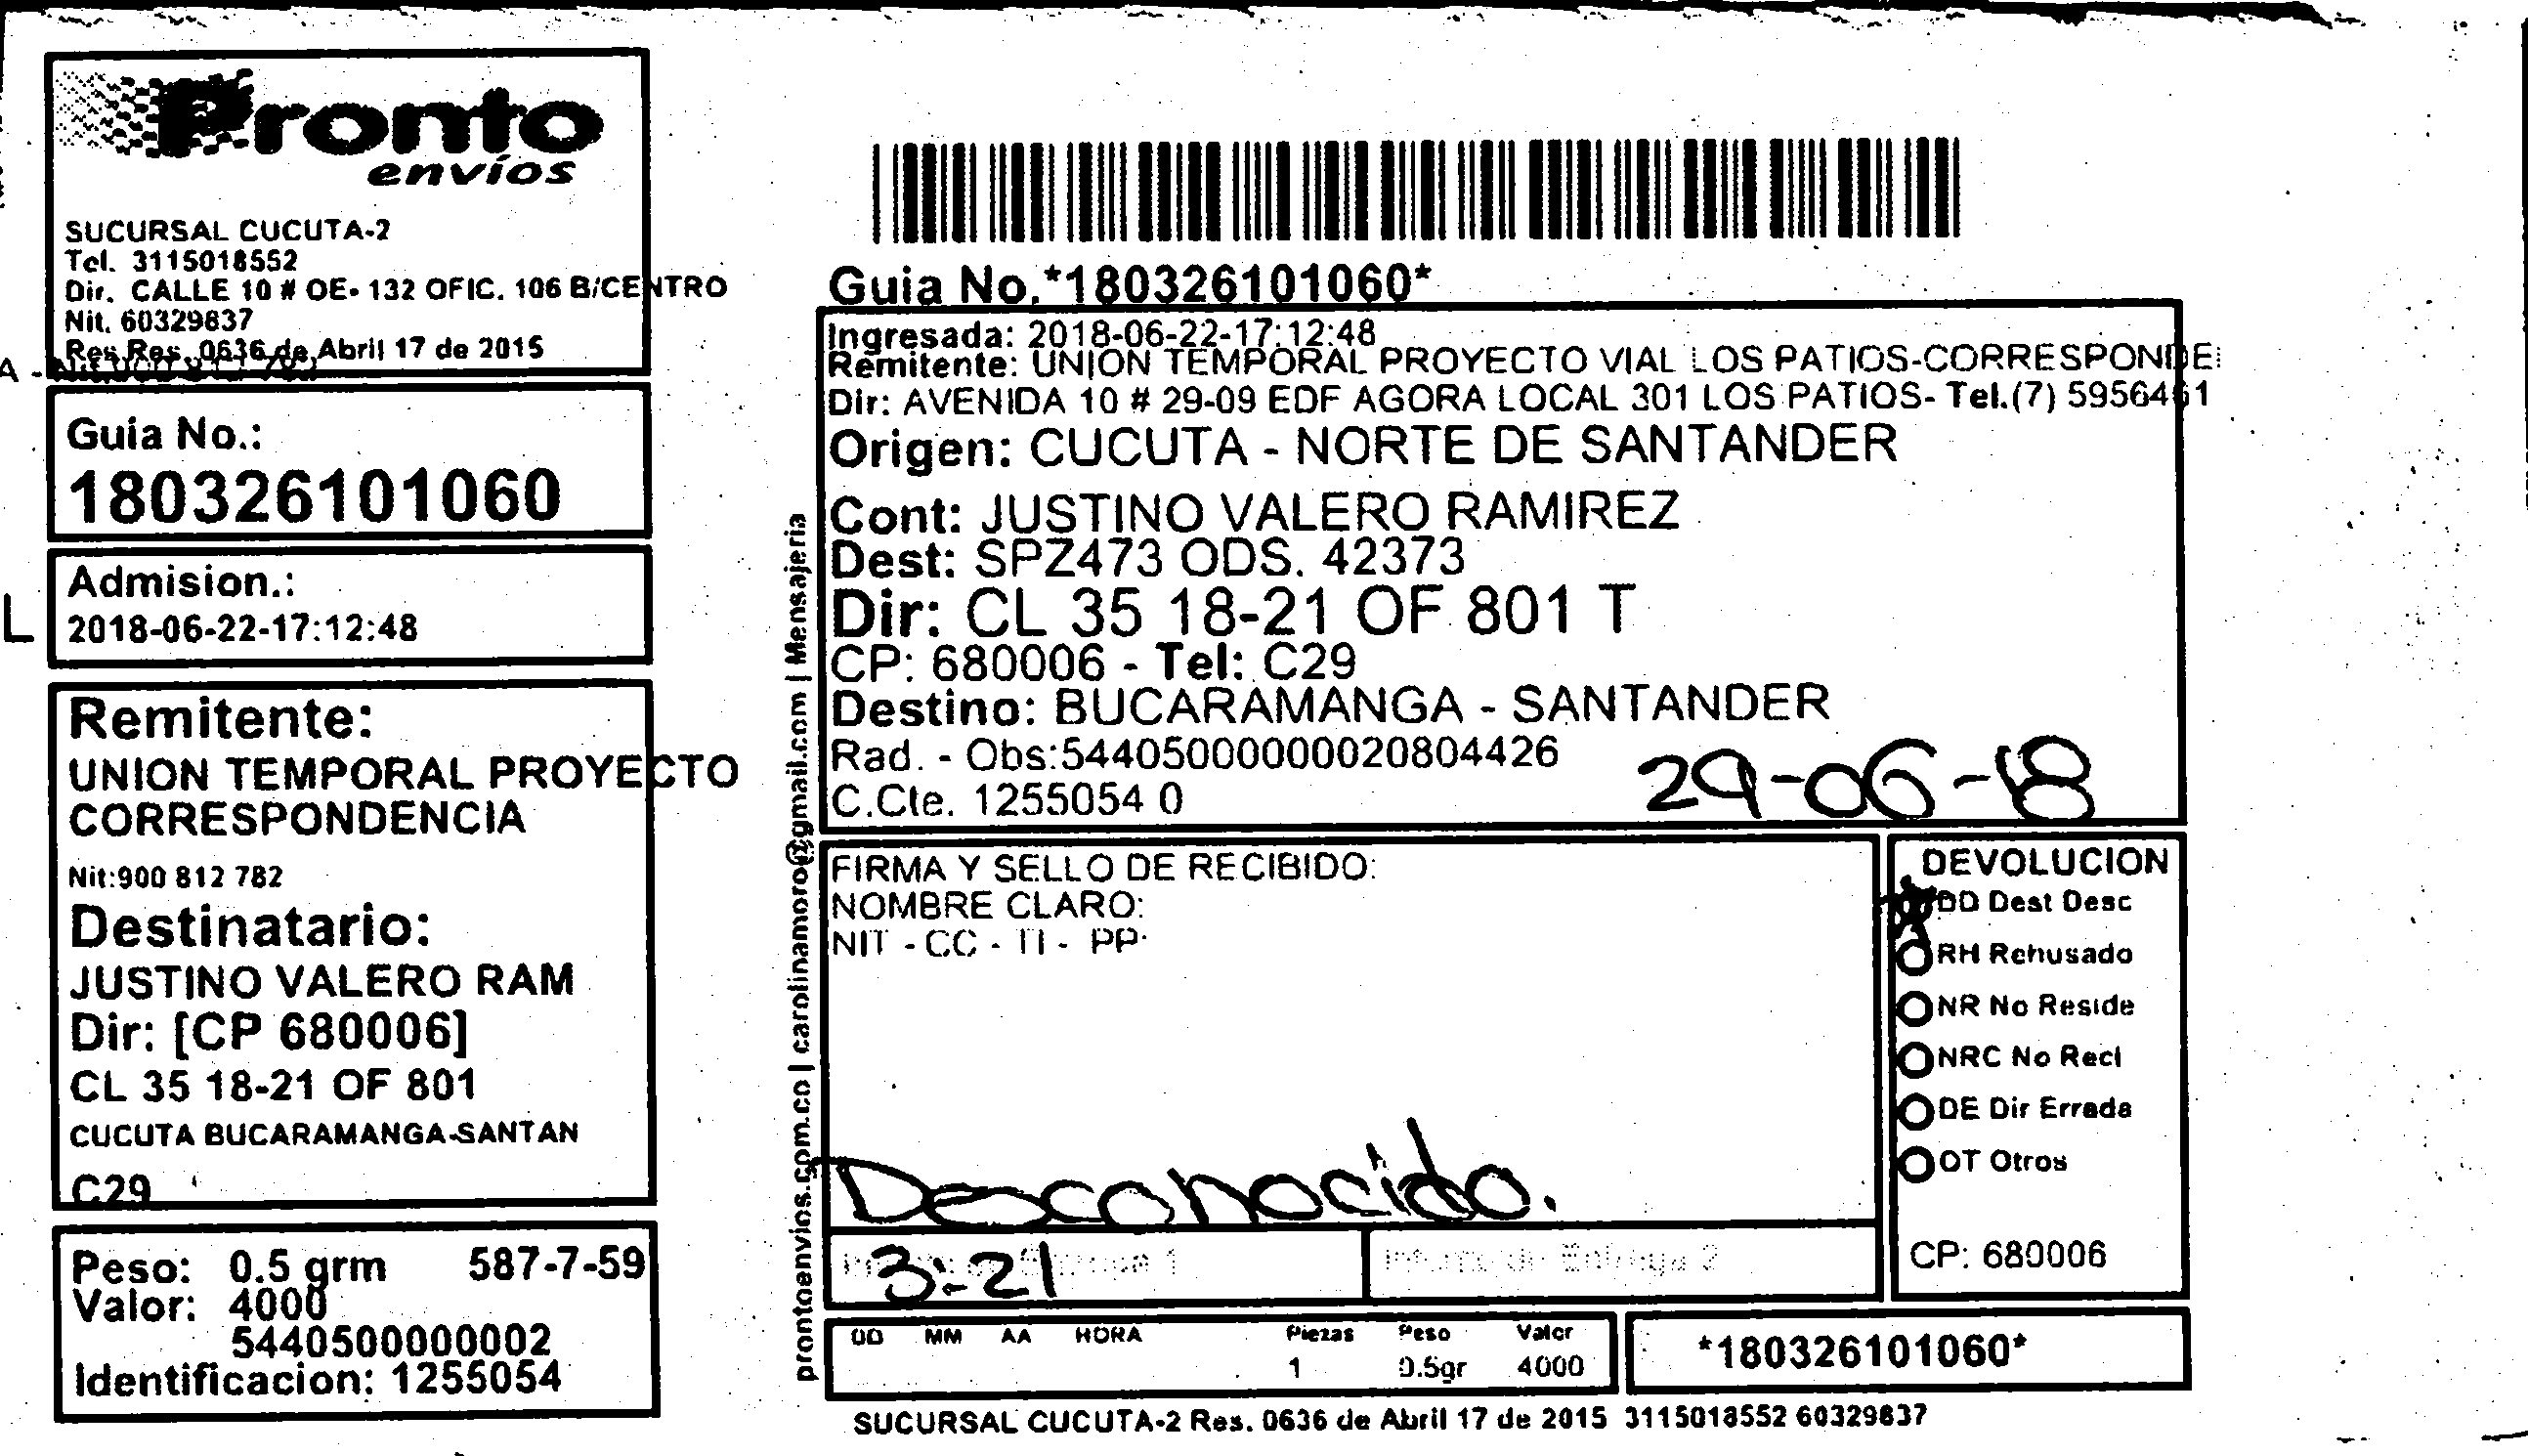 Pronto
envíos
SUCURSAL CUCUTA-2
Tel. 3115018552
Dir. CALLE 10 # OE- 132 OFIC. 106 B/CENTRO
Nit. 60329837
Res Res. 0636 de Abril 17 de 2015
Guia No.:
180326101060
Admision.:
2018-06-22-17:12:48
L
Remitente:
UNION TEMPORAL PROYECTO
CORRESPONDENCIA
Nit:900 812 782
Destinatario:
JUSTINO VALERO RAM
Dir: [CP 680006]
CL 35 18-21 OF 801
CUCUTA BUCARAMANGA-SANTAN
C29
Peso: 0.5 grm 587-7-59
Valor: 4000
5440500000002
Identificacion: 1255054
prontoenvios.com.co | carolinanoro@gmail.com | Mensajeria
Guia No.*180326101060*
Ingresada: 2018-06-22-17:12:48
Remitente: UNION TEMPORAL PROYECTO VIAL LOS PATIOS-CORRESPONDE
Dir: AVENIDA 10 # 29-09 EDF AGORA LOCAL 301 LOS PATIOS- Tel.(7) 5956461
Origen: CUCUTA - NORTE DE SANTANDER
Cont: JUSTINO VALERO RAMIREZ
Dest: SPZ473 ODS. 42373
Dir: CL 35 18-21 OF 801 T
CP: 680006 - Tel: C29
Destino: BUCARAMANGA - SANTANDER
Rad. - Obs:544050000000020804426
C.Cte. 1255054 0
29-06-18
FIRMA Y SELLO DE RECIBIDO:
NOMBRE CLARO:
NIT - CC - TI - PP
Desconocido.
3:21
Entrega 2
DEVOLUCION
DD Dest Desc
RH Rehusado
NR No Reside
NRC No Recl
DE Dir Errada
OT Otros
CP: 680006
DD MM AA HORA Piezas Peso Valor
1 0.5gr 4000
*180326101060*
SUCURSAL CUCUTA-2 Res. 0636 de Abril 17 de 2015 3115018552 60329837